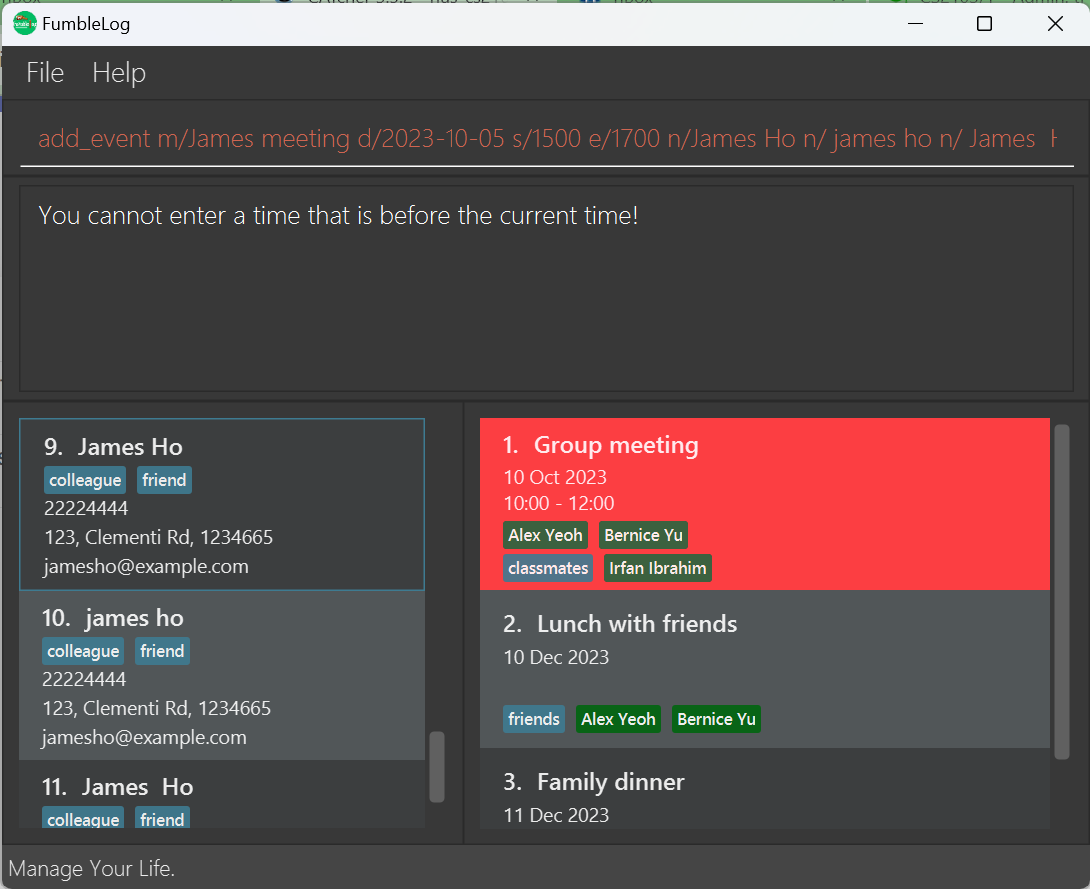 FumbleLog
File Help
add_event m/James meeting d/2023-10-05 s/1500 e/1700 n/James Ho n/ james ho n/ James
You cannot enter a time that is before the current time!
9. James Ho
colleague friend
22224444
123, Clementi Rd, 1234665
jamesho@example.com
10. james ho
colleague friend
22224444
123, Clementi Rd, 1234665
jamesho@example.com
11. James  Ho
colleague friend
1. Group meeting
10 Oct 2023
10:00 - 12:00
Alex Yeoh Bernice Yu
classmates Irfan Ibrahim
2. Lunch with friends
10 Dec 2023
friends Alex Yeoh Bernice Yu
3. Family dinner
11 Dec 2023
Manage Your Life.